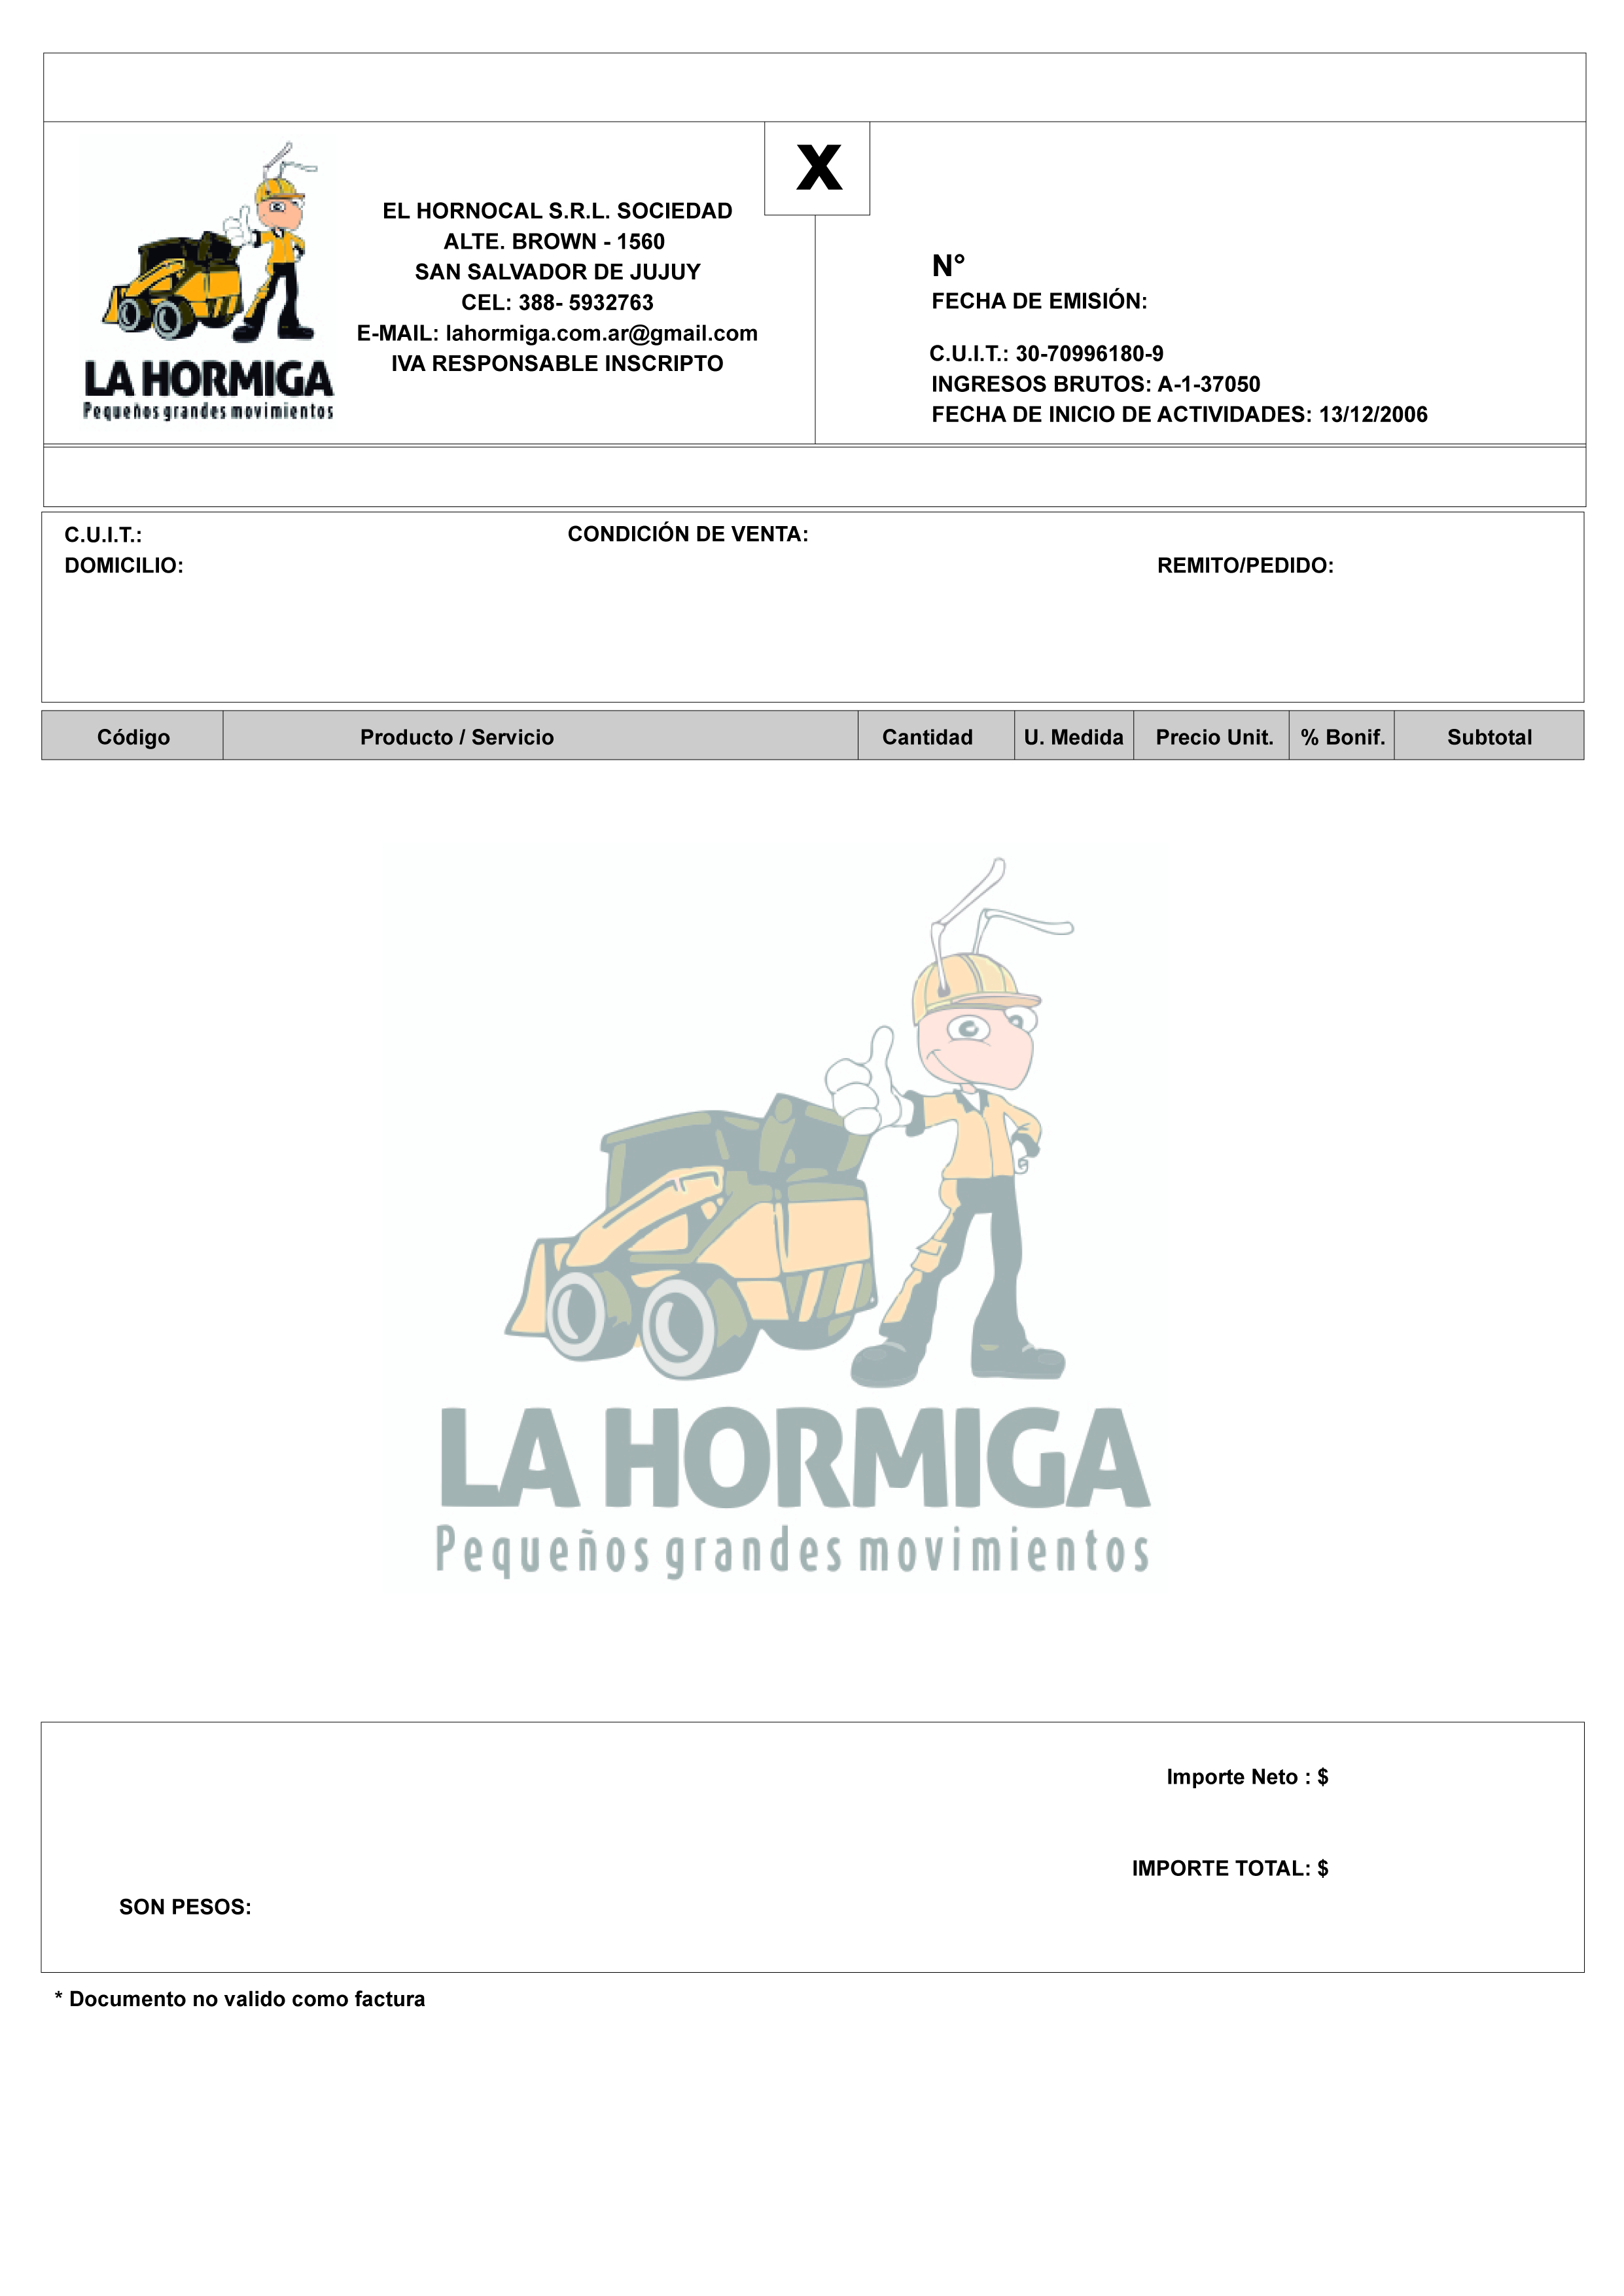 X
EL HORNOCAL S.R.L. SOCIEDAD
ALTE. BROWN - 1560
SAN SALVADOR DE JUJUY
CEL: 388- 5932763
E-MAIL: lahormiga.com.ar@gmail.com
IVA RESPONSABLE INSCRIPTO
LA HORMIGA
Pequeños grandes movimientos
N°
FECHA DE EMISIÓN:
C.U.I.T.: 30-70996180-9
INGRESOS BRUTOS: A-1-37050
FECHA DE INICIO DE ACTIVIDADES: 13/12/2006
C.U.I.T.: CONDICIÓN DE VENTA:
DOMICILIO: REMITO/PEDIDO:
Código Producto / Servicio Cantidad U. Medida Precio Unit. % Bonif. Subtotal
LA HORMIGA
Pequeños grandes movimientos
Importe Neto : $
IMPORTE TOTAL: $
SON PESOS:
* Documento no valido como factura